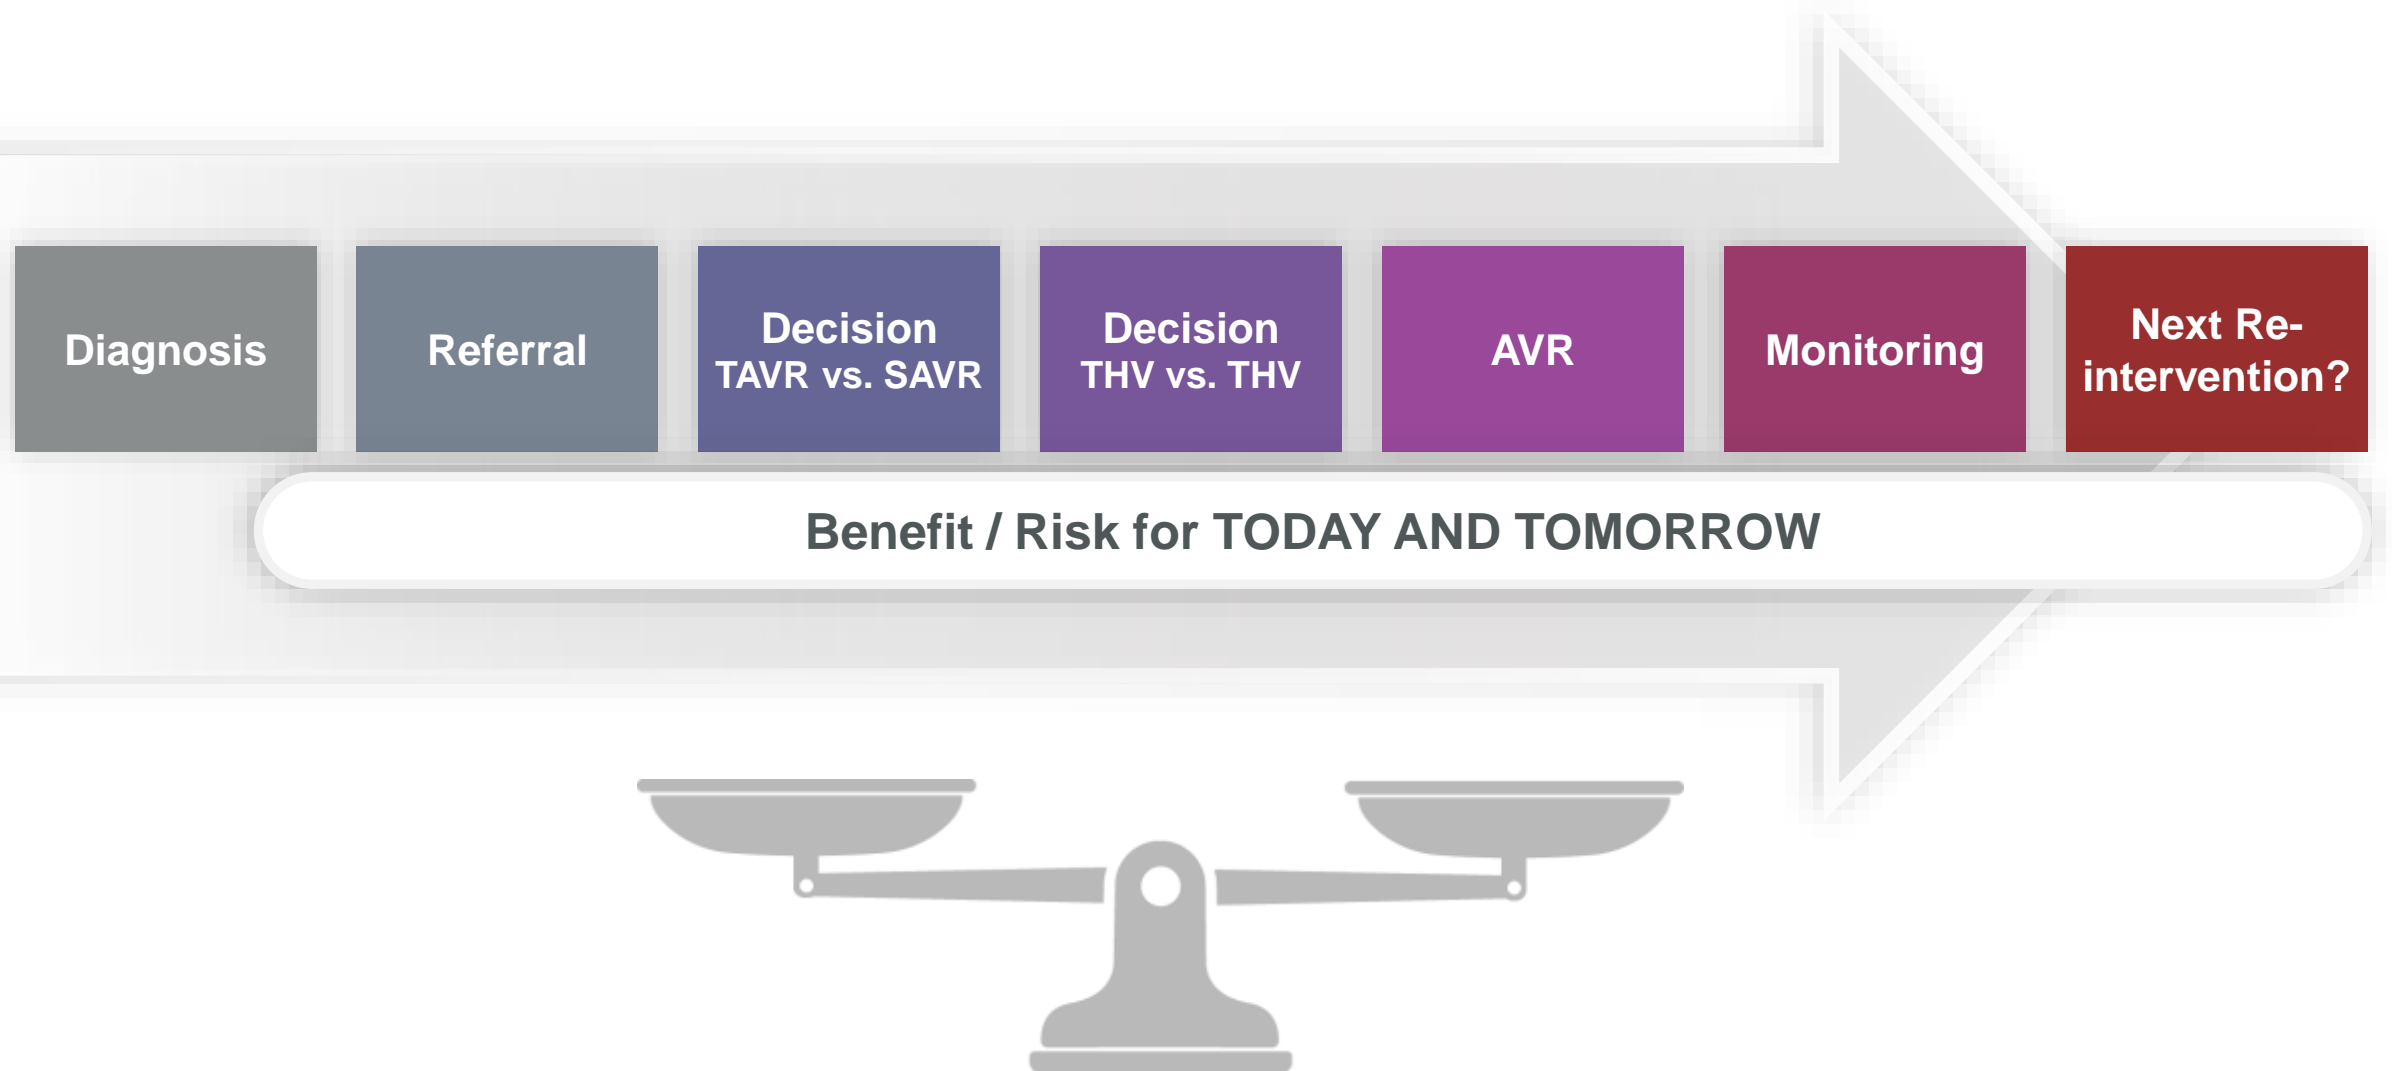 Diagnosis
Referral
Decision
TAVR vs. SAVR
Decision
THV vs. THV
AVR
Monitoring
Next Re-
intervention?
Benefit / Risk for TODAY AND TOMORROW